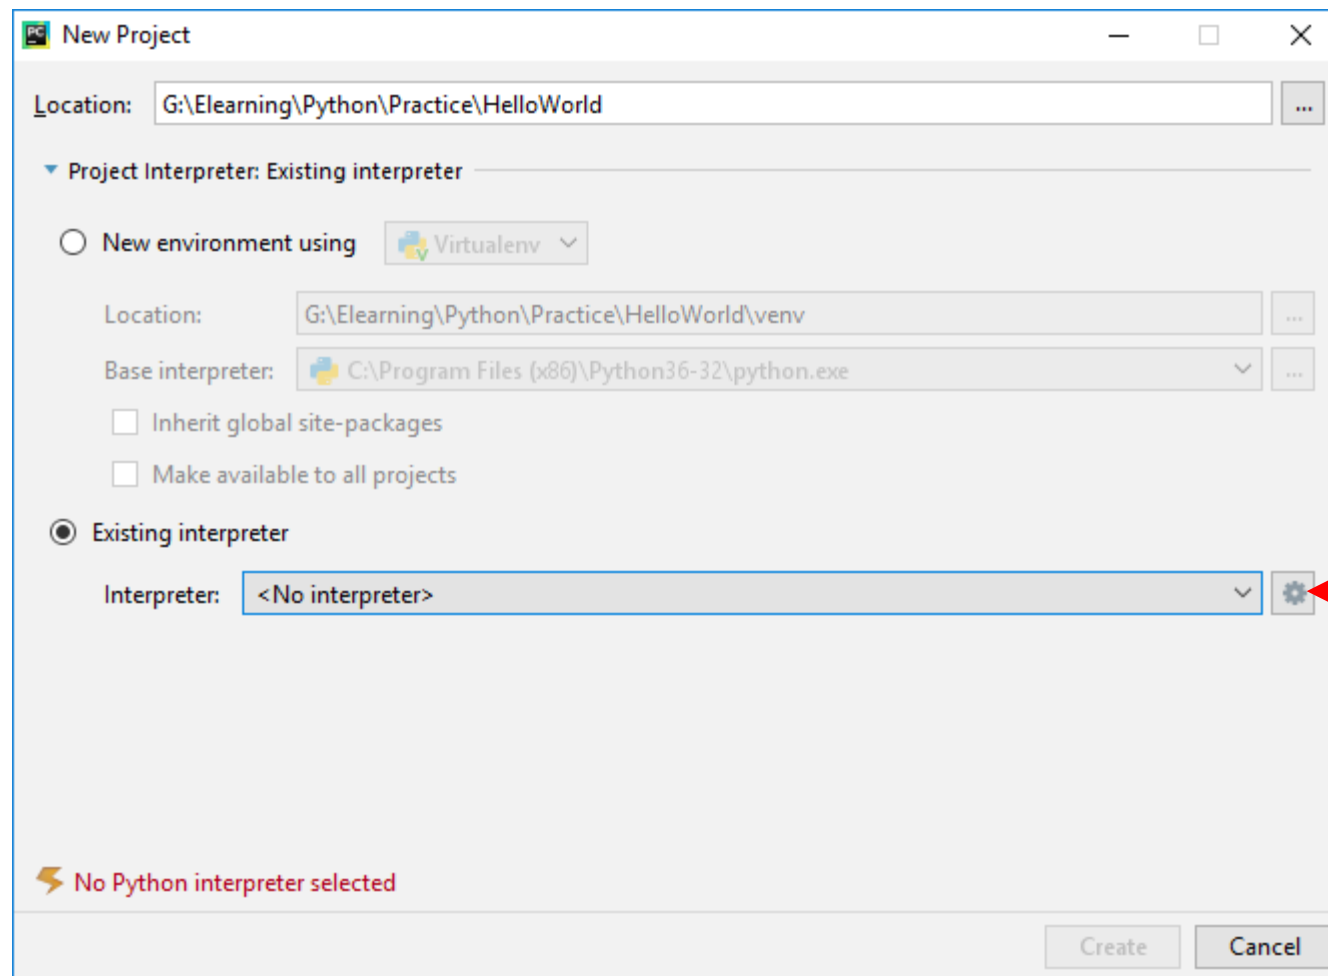 PC New Project
Location: G:\Elearning\Python\Practice\HelloWorld ...
Project Interpreter: Existing interpreter
New environment using Virtualenv
Location: G:\Elearning\Python\Practice\HelloWorld\venv ...
Base interpreter: C:\Program Files (x86)\Python36-32\python.exe ...
Inherit global site-packages
Make available to all projects
Existing interpreter
Interpreter: <No interpreter>
No Python interpreter selected
Create Cancel